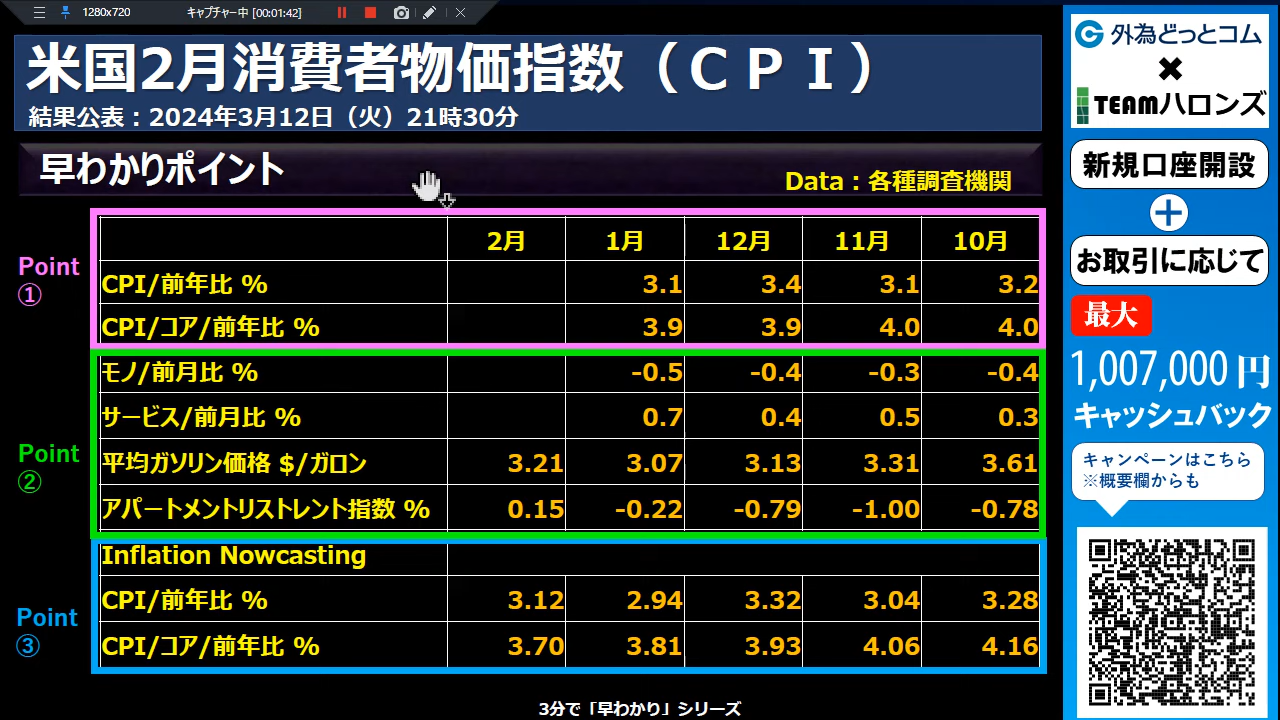 1280x720 キャプチャー中 [00:01:42]
米国2月消費者物価指数（ＣＰＩ）
結果公表：2024年3月12日（火）21時30分
早わかりポイント
Data：各種調査機関
2月 1月 12月 11月 10月
Point
①
CPI/前年比 % 3.1 3.4 3.1 3.2
CPI/コア/前年比 % 3.9 3.9 4.0 4.0
モノ/前月比 % -0.5 -0.4 -0.3 -0.4
サービス/前月比 % 0.7 0.4 0.5 0.3
Point
②
平均ガソリン価格 $/ガロン 3.21 3.07 3.13 3.31 3.61
アパートメントリストレント指数 % 0.15 -0.22 -0.79 -1.00 -0.78
Inflation Nowcasting
CPI/前年比 % 3.12 2.94 3.32 3.04 3.28
Point
③
CPI/コア/前年比 % 3.70 3.81 3.93 4.06 4.16
3分で「早わかり」シリーズ
外為どっとコム
×
TEAMハロンズ
新規口座開設
+
お取引に応じて
最大
1,007,000円
キャッシュバック
キャンペーンはこちら
※概要欄からも